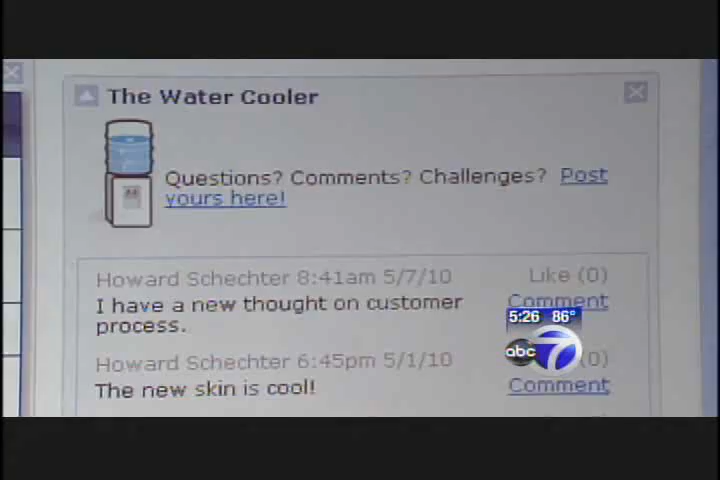 The Water Cooler
Questions? Comments? Challenges? Post
yours here!
Howard Schechter 8:41am 5/7/10 Like (0)
I have a new thought on customer Comment
process.
5:26 86°
Howard Schechter 6:45pm 5/1/10 (0)
abc 7
The new skin is cool! Comment